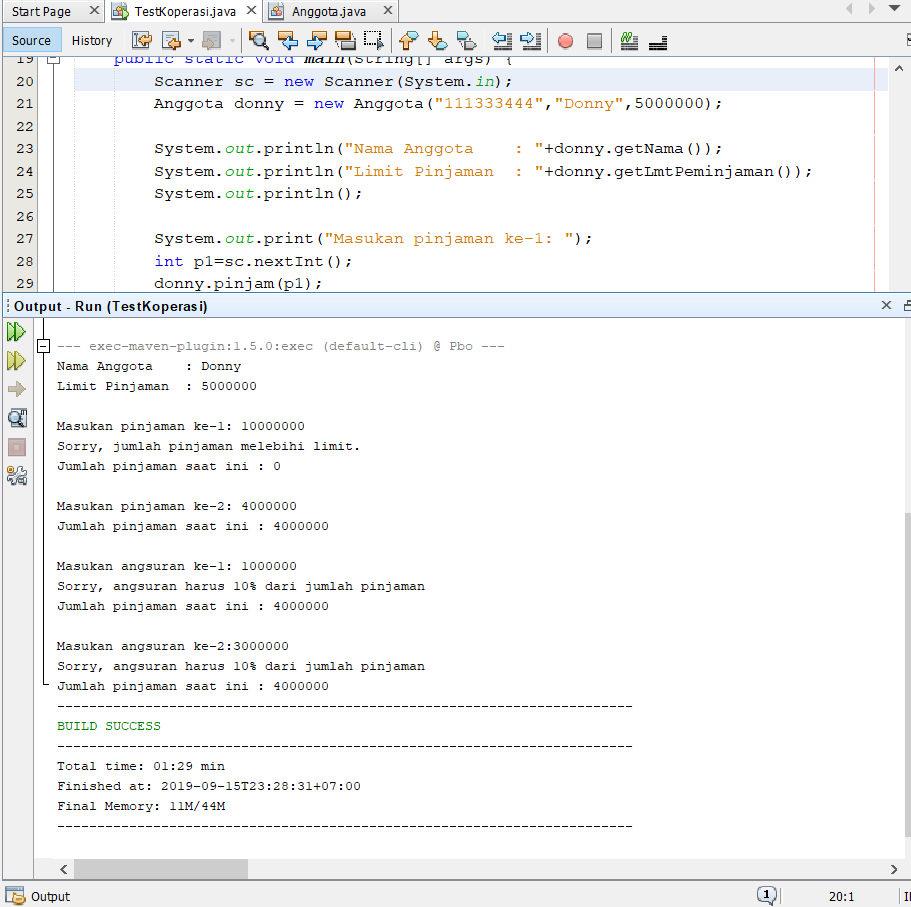 Start Page TestKoperasi.java Anggota.java
Source History
19 public static void main(String[] args) {
20 Scanner sc = new Scanner(System.in);
21 Anggota donny = new Anggota("111333444","Donny",5000000);
22
23 System.out.println("Nama Anggota    : "+donny.getNama());
24 System.out.println("Limit Pinjaman  : "+donny.getLmtPeminjaman());
25 System.out.println();
26
27 System.out.print("Masukan pinjaman ke-1: ");
28 int p1=sc.nextInt();
29 donny.pinjam(p1);
Output - Run (TestKoperasi)
--- exec-maven-plugin:1.5.0:exec (default-cli) @ Pbo ---
Nama Anggota    : Donny
Limit Pinjaman  : 5000000
Masukan pinjaman ke-1: 10000000
Sorry, jumlah pinjaman melebihi limit.
Jumlah pinjaman saat ini : 0
Masukan pinjaman ke-2: 4000000
Jumlah pinjaman saat ini : 4000000
Masukan angsuran ke-1: 1000000
Sorry, angsuran harus 10% dari jumlah pinjaman
Jumlah pinjaman saat ini : 4000000
Masukan angsuran ke-2:3000000
Sorry, angsuran harus 10% dari jumlah pinjaman
Jumlah pinjaman saat ini : 4000000
------------------------------------------------------------------------
BUILD SUCCESS
------------------------------------------------------------------------
Total time: 01:29 min
Finished at: 2019-09-15T23:28:31+07:00
Final Memory: 11M/44M
------------------------------------------------------------------------
Output 1 20:1